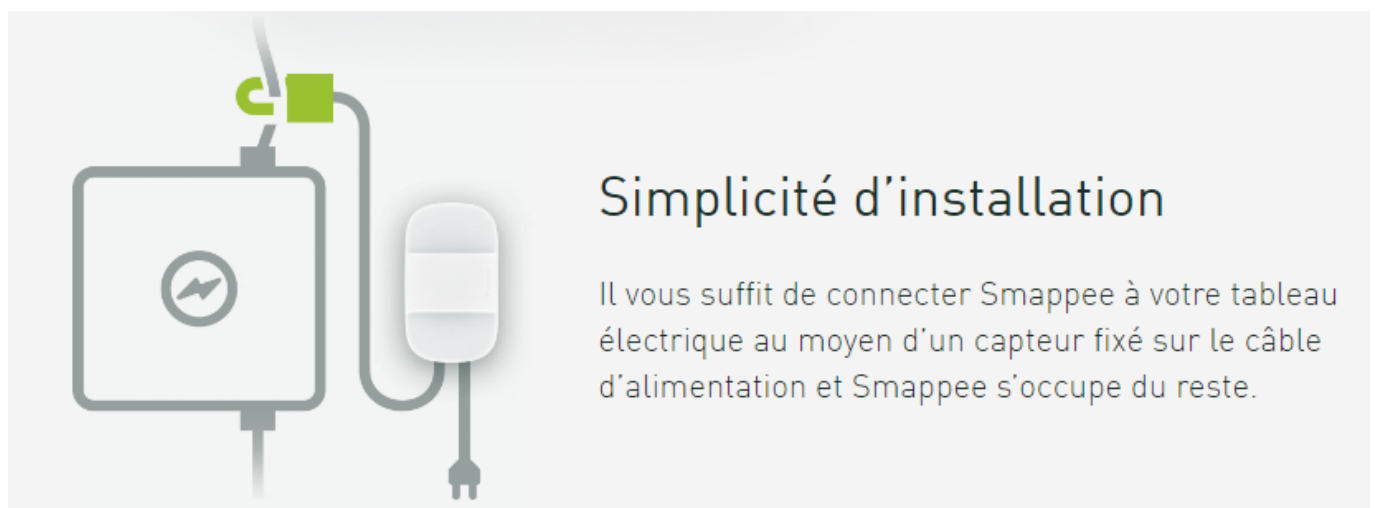 Simplicité d’installation
Il vous suffit de connecter Smappee à votre tableau
électrique au moyen d’un capteur fixé sur le câble
d’alimentation et Smappee s’occupe du reste.